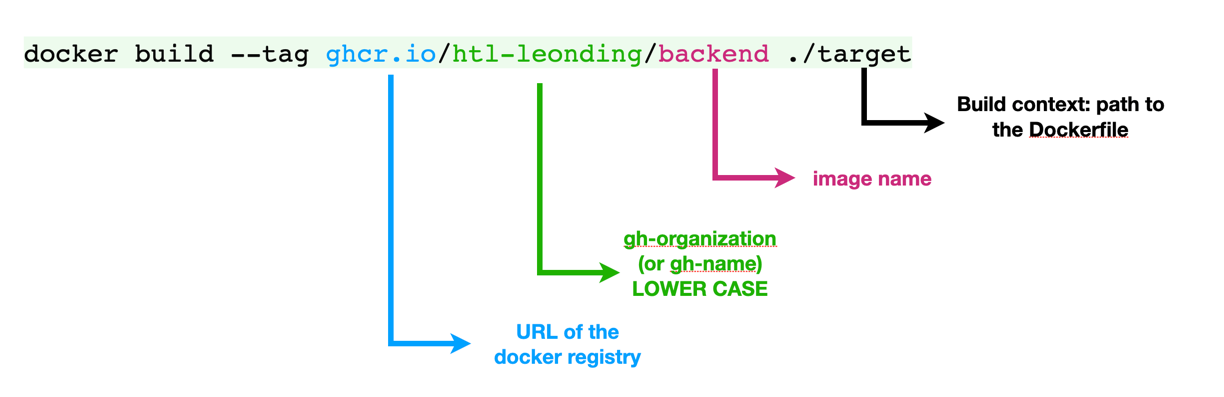 docker build --tag ghcr.io/htl-leonding/backend ./target
Build context: path to
the Dockerfile
image name
gh-organization
(or gh-name)
LOWER CASE
URL of the
docker registry